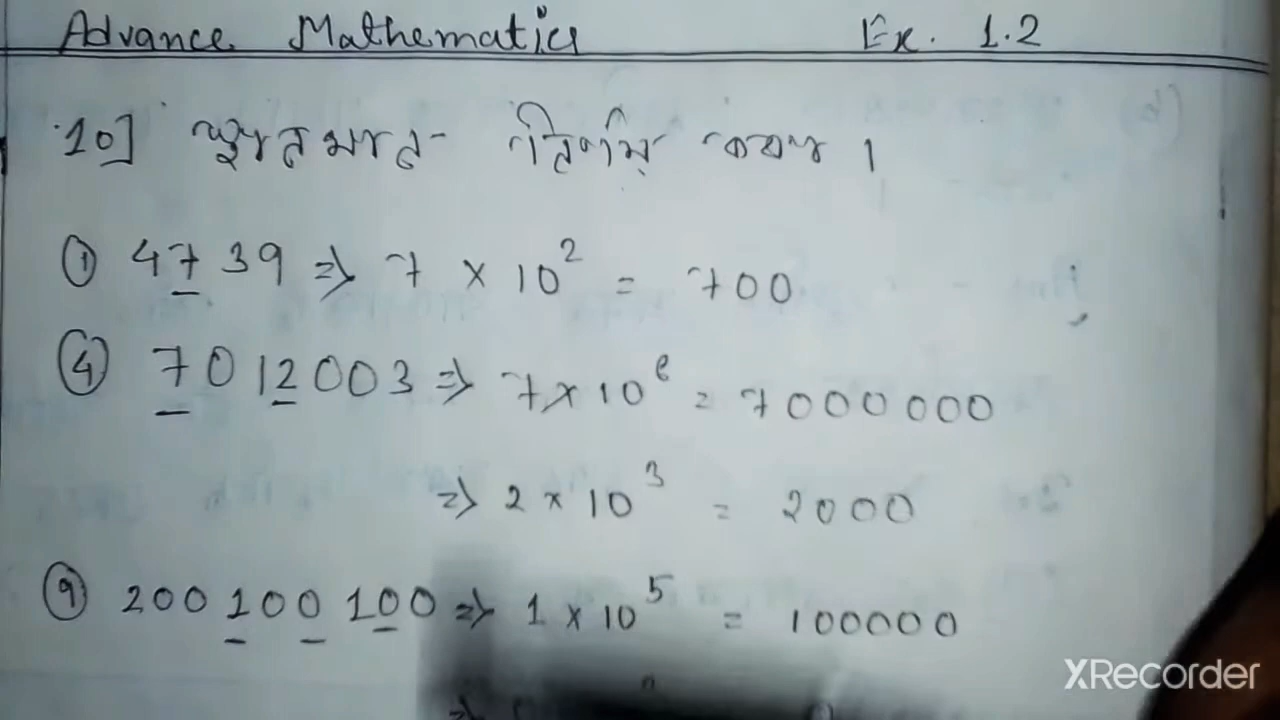 Advance Mathematics Ex. 1.2
10] কৰা ।
① 4739 ⇒ 7 × 10² = 700
④ 7012003 ⇒ 7 × 10⁶ = 7000000
⇒ 2 × 10³ = 2000
⑨ 200100100 ⇒ 1 × 10⁵ = 100000
XRecorder